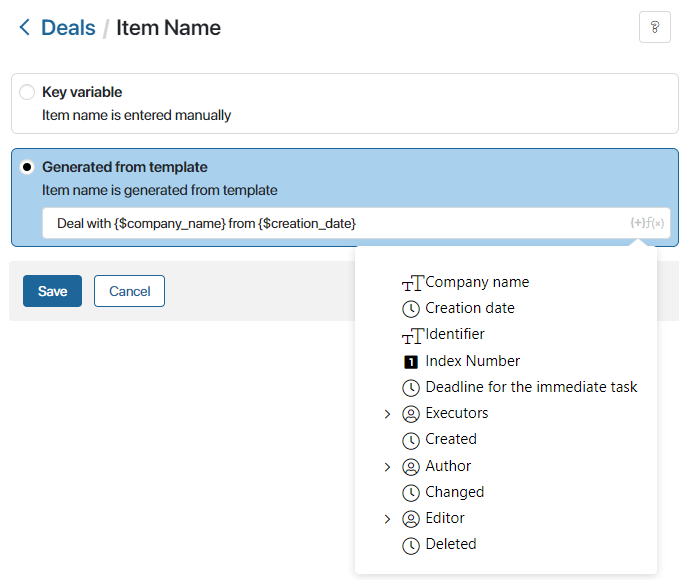 Deals / Item Name
?
Key variable
Item name is entered manually
Generated from template
Item name is generated from template
Deal with {$company_name} from {$creation_date}
{+} ƒ(x)
Save
Cancel
Company name
Creation date
Identifier
1 Index Number
Deadline for the immediate task
Executors
Created
Author
Changed
Editor
Deleted